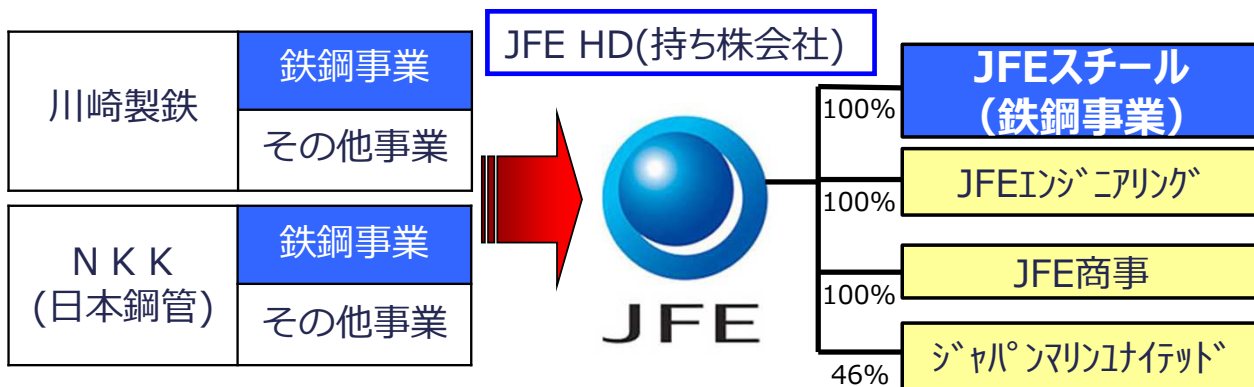 川崎製鉄
鉄鋼事業
その他事業
NKK
(日本鋼管)
鉄鋼事業
その他事業
JFE HD(持ち株会社)
JFE
100%
JFEスチール
(鉄鋼事業)
100%
JFEｴﾝｼﾞﾆｱﾘﾝｸﾞ
100%
JFE商事
46%
ｼﾞｬﾊﾟﾝﾏﾘﾝﾕﾅｲﾃｯﾄﾞ